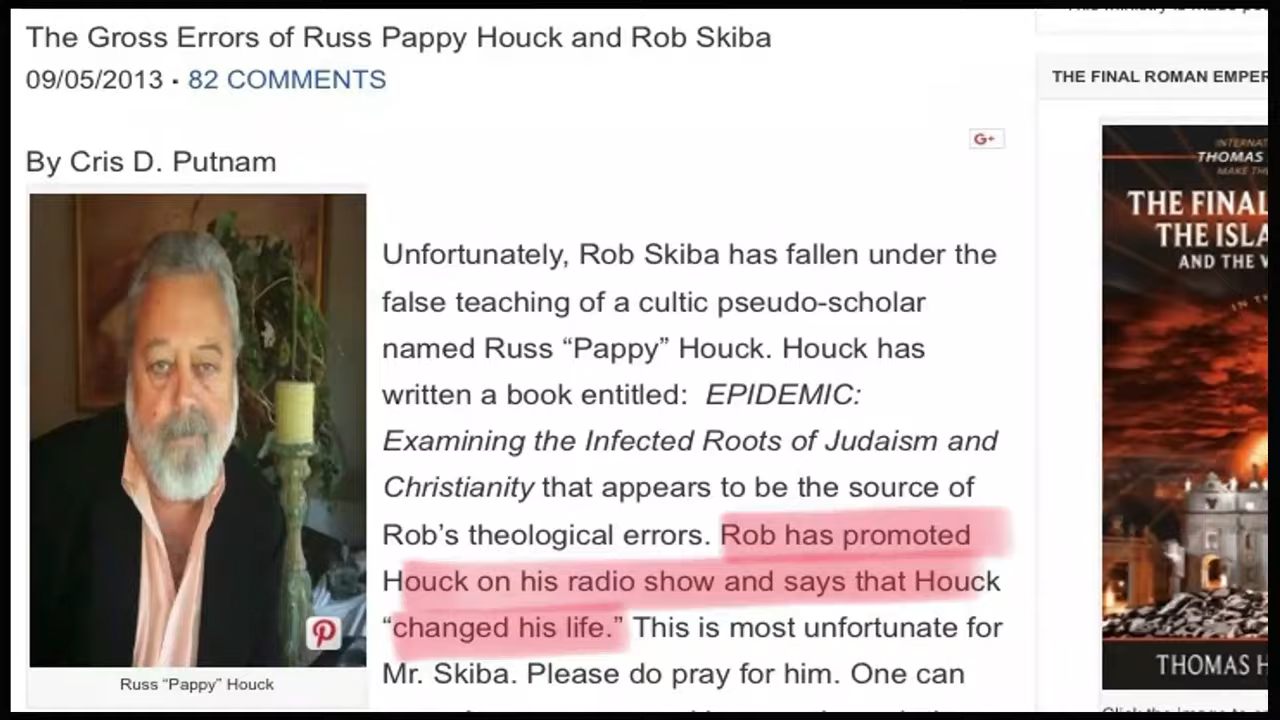 The Gross Errors of Russ Pappy Houck and Rob Skiba
09/05/2013 • 82 COMMENTS
G+
By Cris D. Putnam
Unfortunately, Rob Skiba has fallen under the
false teaching of a cultic pseudo-scholar
named Russ “Pappy” Houck. Houck has
written a book entitled: EPIDEMIC:
Examining the Infected Roots of Judaism and
Christianity that appears to be the source of
Rob’s theological errors. Rob has promoted
Houck on his radio show and says that Houck
“changed his life.” This is most unfortunate for
Mr. Skiba. Please do pray for him. One can
Russ “Pappy” Houck
THE FINAL ROMAN EMPER
THOMAS
MAKE THE
THE FINAL
THE ISLA
AND THE W
IN T
THOMAS H